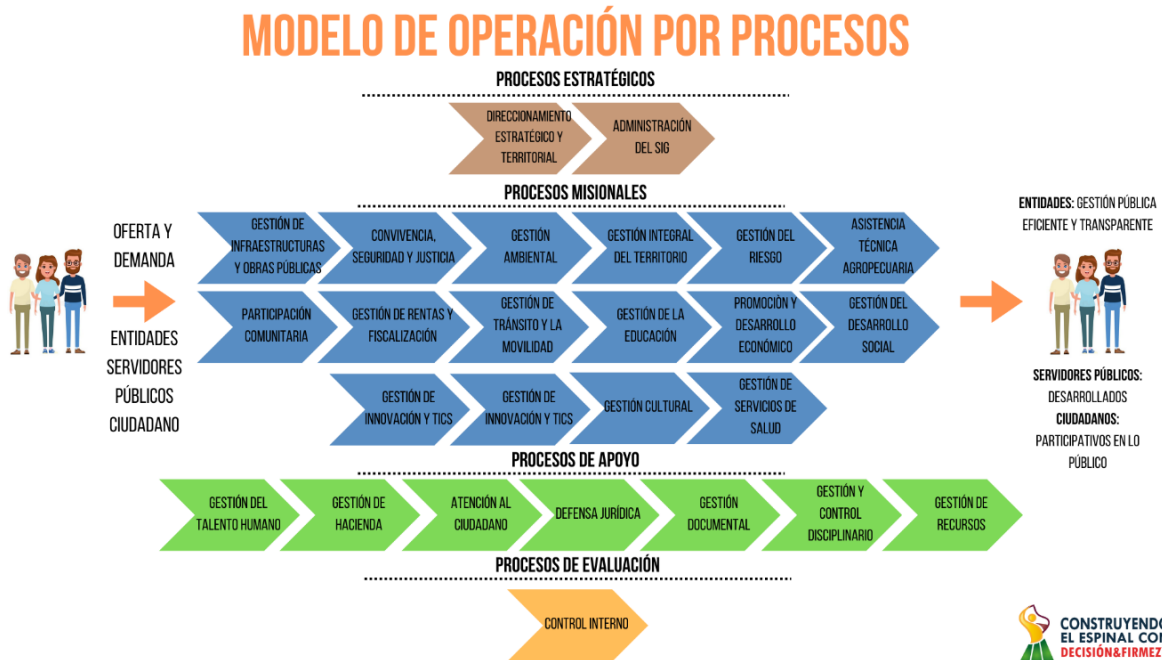 MODELO DE OPERACIÓN POR PROCESOS
PROCESOS ESTRATÉGICOS
DIRECCIONAMIENTO
ESTRATÉGICO Y
TERRITORIAL
ADMINISTRACIÓN
DEL SIG
PROCESOS MISIONALES
OFERTA Y
DEMANDA
ENTIDADES
SERVIDORES
PÚBLICOS
CIUDADANO
GESTIÓN DE
INFRAESTRUCTURAS
Y OBRAS PÚBLICAS
CONVIVENCIA,
SEGURIDAD Y JUSTICIA
GESTIÓN
AMBIENTAL
GESTIÓN INTEGRAL
DEL TERRITORIO
GESTIÓN DEL
RIESGO
ASISTENCIA
TÉCNICA
AGROPECUARIA
PARTICIPACIÓN
COMUNITARIA
GESTIÓN DE RENTAS Y
FISCALIZACIÓN
GESTIÓN DE
TRÁNSITO Y LA
MOVILIDAD
GESTIÓN DE LA
EDUCACIÓN
PROMOCIÒN Y
DESARROLLO
ECONÓMICO
GESTIÓN DEL
DESARROLLO
SOCIAL
GESTIÓN DE
INNOVACIÓN Y TICS
GESTIÓN DE
INNOVACIÓN Y TICS
GESTIÓN CULTURAL
GESTIÓN DE
SERVICIOS DE
SALUD
ENTIDADES: GESTIÓN PÚBLICA
EFICIENTE Y TRANSPARENTE
SERVIDORES PÚBLICOS:
DESARROLLADOS
CIUDADANOS:
PARTICIPATIVOS EN LO
PÚBLICO
PROCESOS DE APOYO
GESTIÓN DEL
TALENTO HUMANO
GESTIÓN DE
HACIENDA
ATENCIÓN AL
CIUDADANO
DEFENSA JURÍDICA
GESTIÓN
DOCUMENTAL
GESTIÓN Y
CONTROL
DISCIPLINARIO
GESTIÓN DE
RECURSOS
PROCESOS DE EVALUACIÓN
CONTROL INTERNO
CONSTRUYENDO
EL ESPINAL CO
DECISIÓN&FIRMEZ